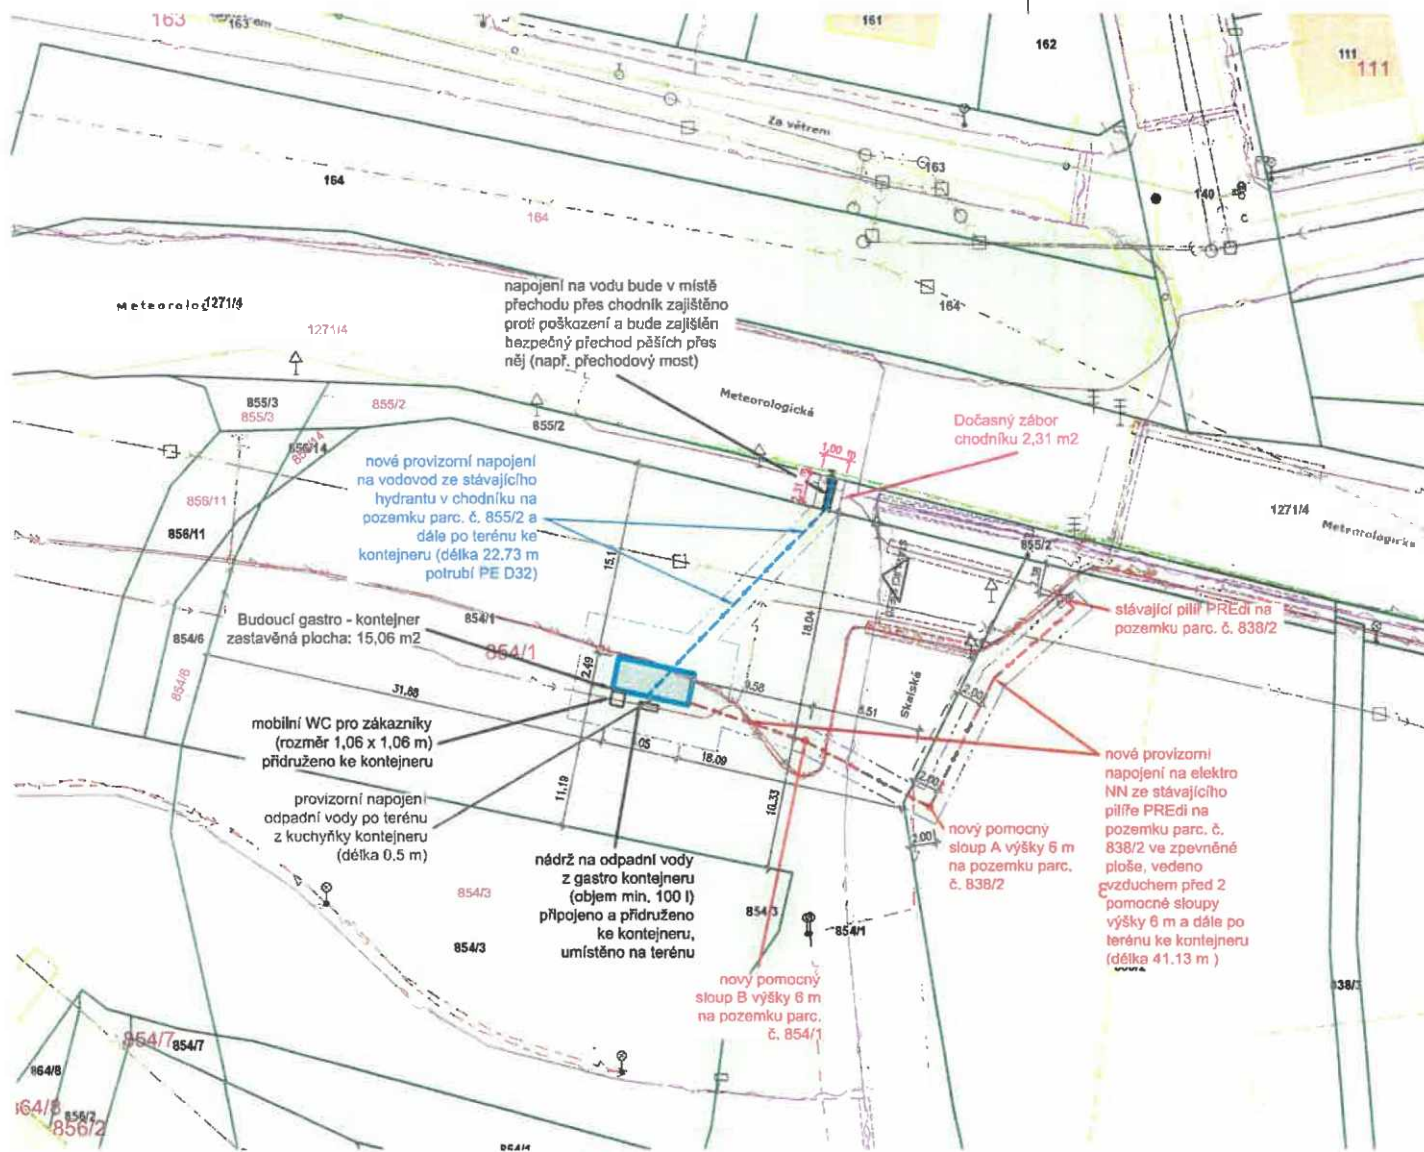 163
163
161
162
111
111
Za větrem
163
140
164
164
164
1271/4
1271/4
napojení na vodu bude v místě
přechodu přes chodník zajištěno
proti poškození a bude zajištěn
bezpečný přechod pěších přes
něj (např. přechodový most)
Meteorologická
855/3
855/3
855/2
855/2
856/14
Dočasný zábor
chodníku 2,31 m2
1,00
2,31
nové provizorní napojení
na vodovod ze stávajícího
hydrantu v chodníku na
pozemku parc. č. 855/2 a
dále po terénu ke
kontejneru (délka 22,73 m
potrubí PE D32)
856/11
856/11
1271/4
Meteorologicka
855/2
15,1
18,04
stávající pilíř PREdi na
pozemku parc. č. 838/2
Budoucí gastro - kontejner
zastavěná plocha: 15,06 m2
854/1
854/1
854/6
854/6
2,49
31,88
9,58
8,51
Skalská
2,00
mobilní WC pro zákazníky
(rozměr 1,06 x 1,06 m)
přidruženo ke kontejneru
05
18,09
11,19
10,33
2,00
2,00
nové provizorní
napojení na elektro
NN ze stávajícího
pilíře PREdi na
pozemku parc. č.
838/2 ve zpevněné
ploše, vedeno
vzduchem před 2
pomocné sloupy
výšky 6 m a dále po
terénu ke kontejneru
(délka 41,13 m )
provizorní napojení
odpadní vody po terénu
z kuchyňky kontejneru
(délka 0,5 m)
nový pomocný
sloup A výšky 6 m
na pozemku parc.
č. 838/2
nádrž na odpadní vody
z gastro kontejneru
(objem min. 100 l)
připojeno a přidruženo
ke kontejneru,
umístěno na terénu
854/3
854/3
854/3
854/1
nový pomocný
sloup B výšky 6 m
na pozemku parc.
č. 854/1
838/3
854/7
854/7
864/8
864/8
856/2
856/2
854/1